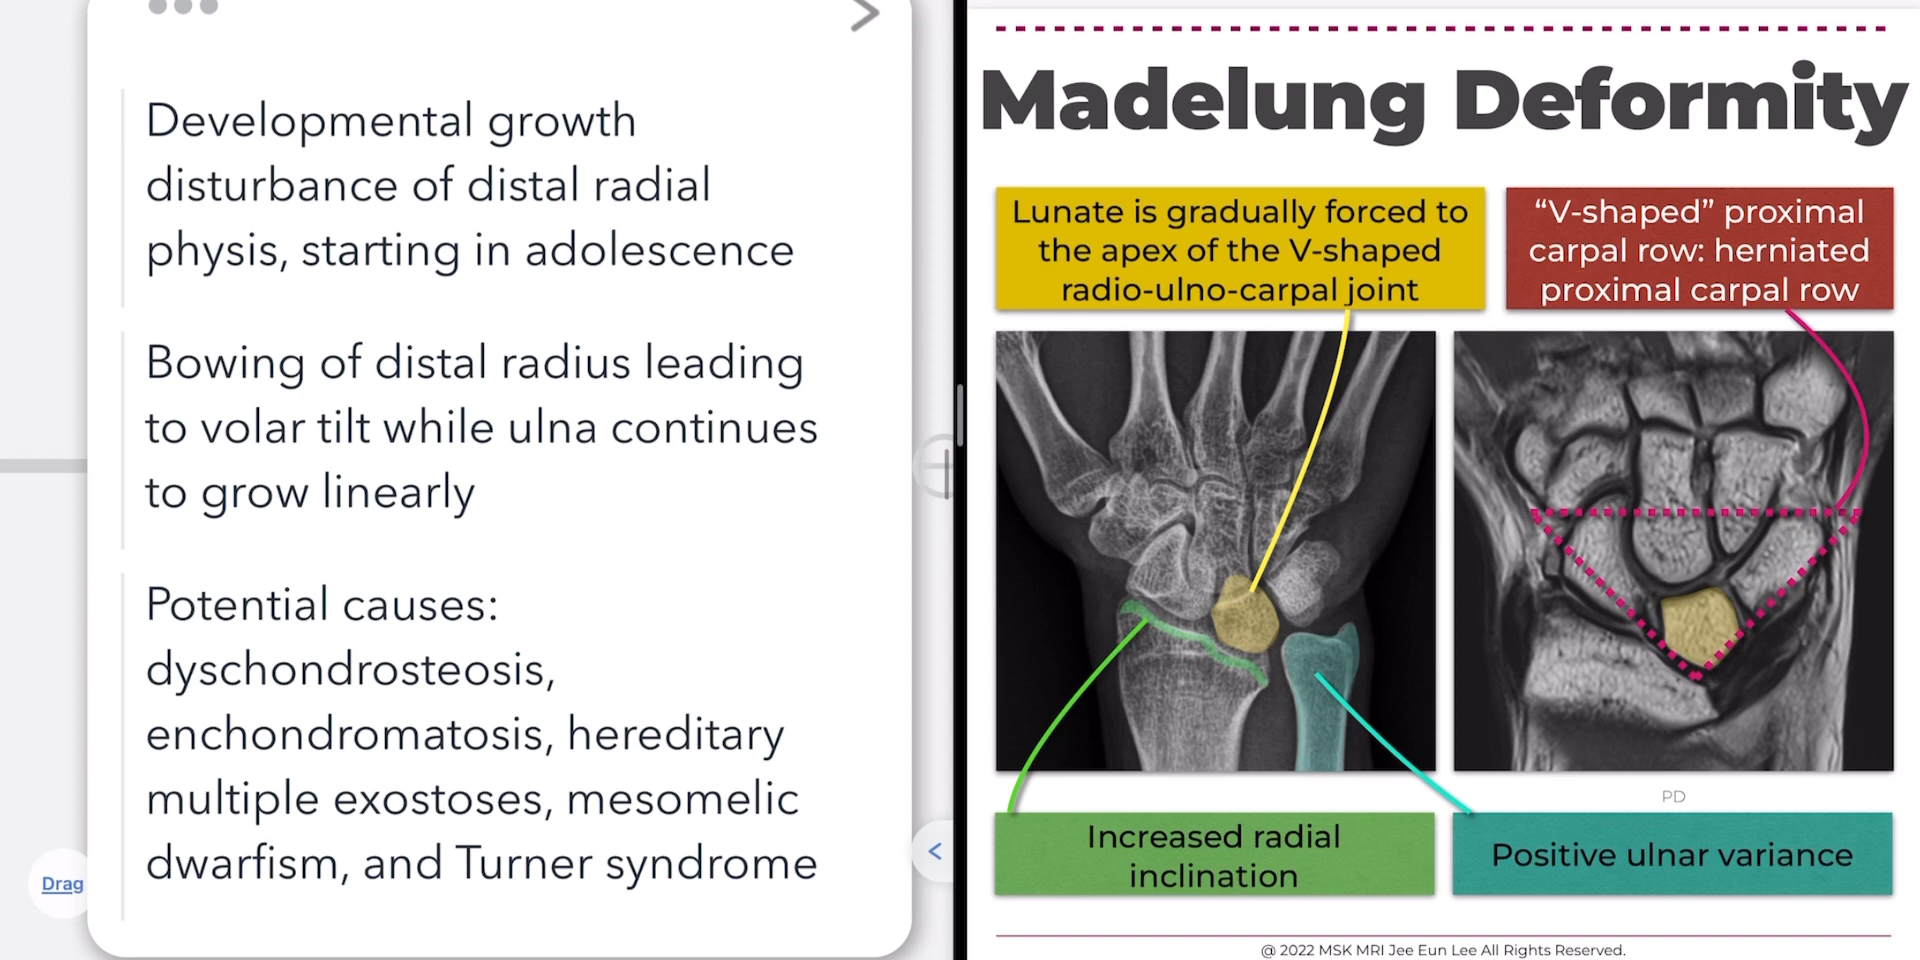 Developmental growth
disturbance of distal radial
physis, starting in adolescence
Bowing of distal radius leading
to volar tilt while ulna continues
to grow linearly
Potential causes:
dyschondrosteosis,
enchondromatosis, hereditary
multiple exostoses, mesomelic
dwarfism, and Turner syndrome
Drag
<
Madelung Deformity
Lunate is gradually forced to
the apex of the V-shaped
radio-ulno-carpal joint
“V-shaped” proximal
carpal row: herniated
proximal carpal row
PD
Increased radial
inclination
Positive ulnar variance
@ 2022 MSK MRI Jee Eun Lee All Rights Reserved.